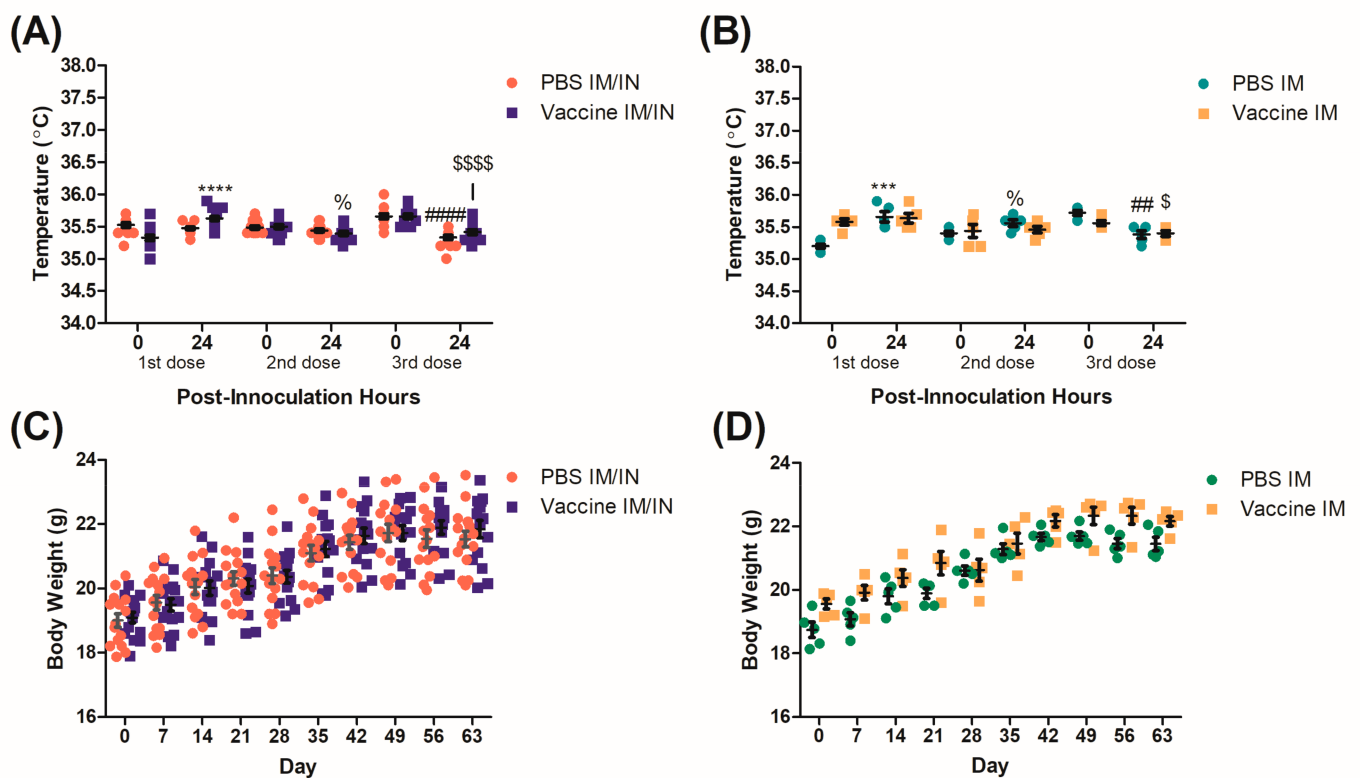 (A)
38.0
37.5
37.0
36.5
36.0
35.5
35.0
34.5
34.0
Temperature (°C)
PBS IM/IN
Vaccine IM/IN
****
%
####
$$$$
0 24 0 24 0 24
1st dose 2nd dose 3rd dose
Post-Innoculation Hours
(B)
38.0
37.5
37.0
36.5
36.0
35.5
35.0
34.5
34.0
Temperature (°C)
PBS IM
Vaccine IM
***
%
## $
0 24 0 24 0 24
1st dose 2nd dose 3rd dose
Post-Innoculation Hours
(C)
24
22
20
18
16
Body Weight (g)
PBS IM/IN
Vaccine IM/IN
0 7 14 21 28 35 42 49 56 63
Day
(D)
24
22
20
18
16
Body Weight (g)
PBS IM
Vaccine IM
0 7 14 21 28 35 42 49 56 63
Day